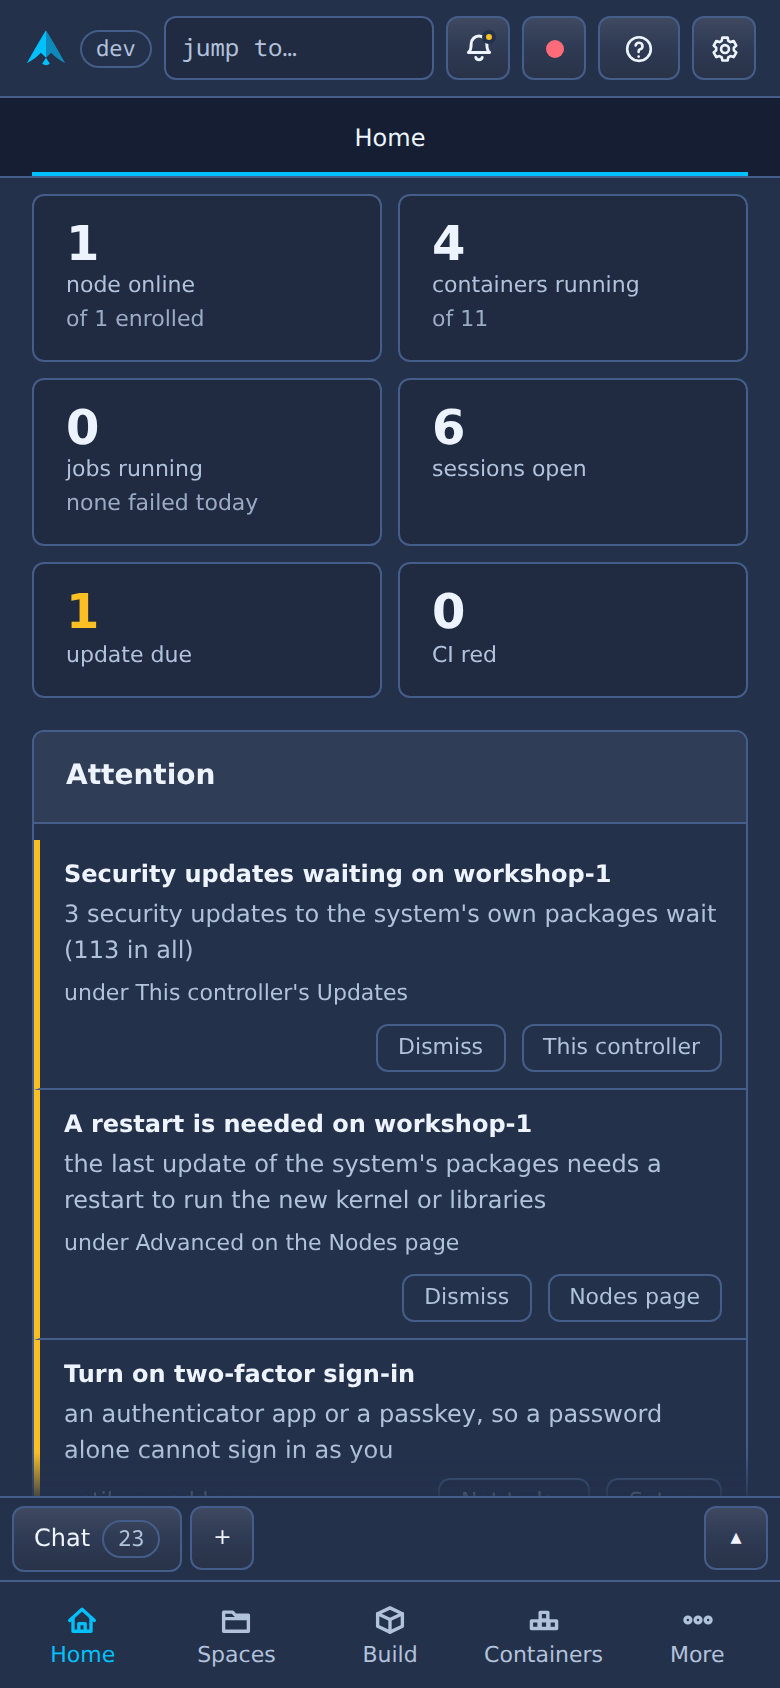 dev
jump to…
Home
1
node online
of 1 enrolled
4
containers running
of 11
0
jobs running
none failed today
6
sessions open
1
update due
0
CI red
Attention
Security updates waiting on workshop-1
3 security updates to the system's own packages wait
(113 in all)
under This controller's Updates
Dismiss
This controller
A restart is needed on workshop-1
the last update of the system's packages needs a
restart to run the new kernel or libraries
under Advanced on the Nodes page
Dismiss
Nodes page
Turn on two-factor sign-in
an authenticator app or a passkey, so a password
alone cannot sign in as you
Chat 23
+
Home
Spaces
Build
Containers
More